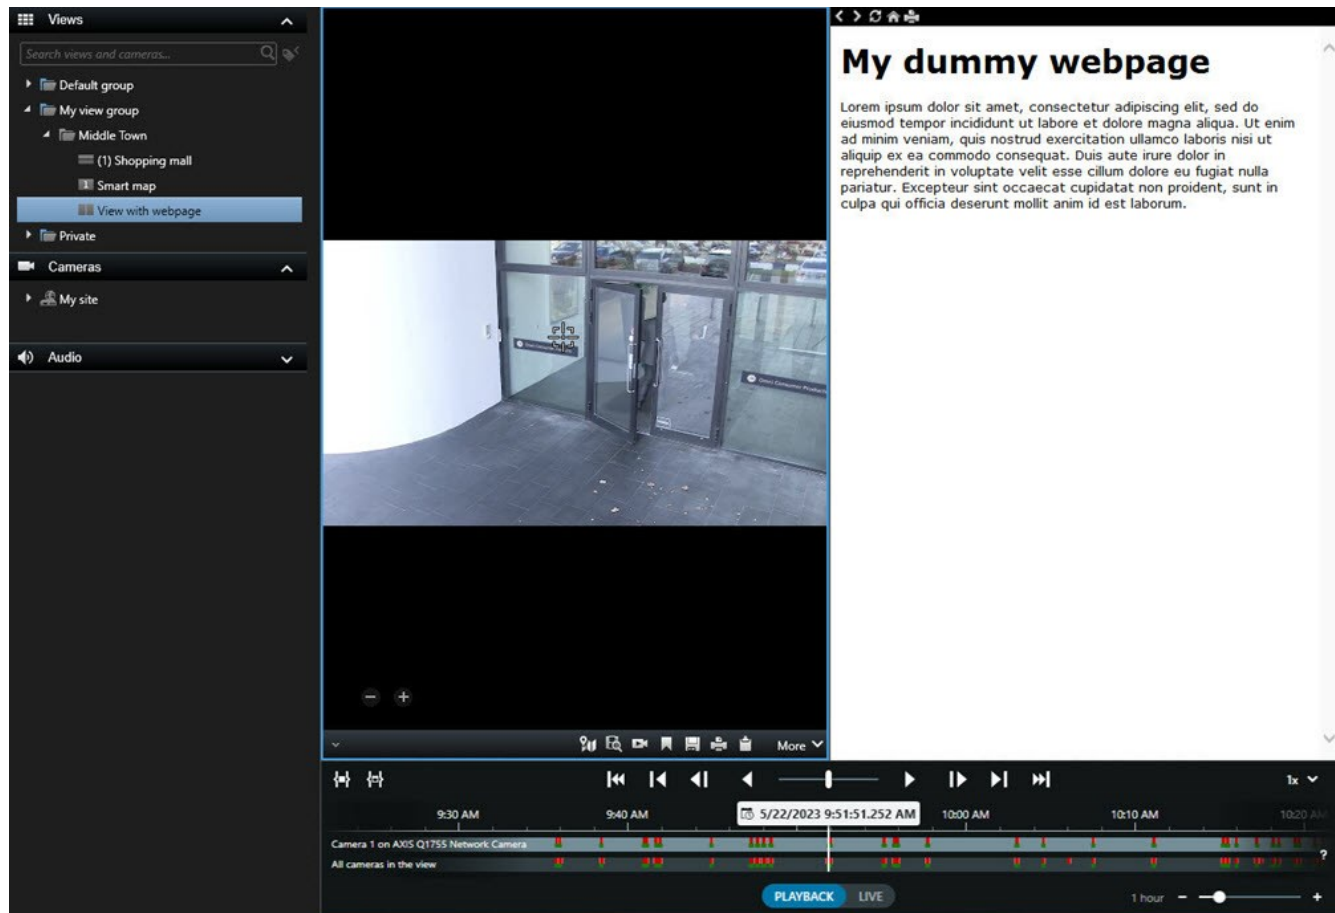 Views
Search views and cameras...
Default group
My view group
Middle Town
(1) Shopping mall
1 Smart map
View with webpage
Private
Cameras
My site
Audio
More
My dummy webpage
Lorem ipsum dolor sit amet, consectetur adipiscing elit, sed do
eiusmod tempor incididunt ut labore et dolore magna aliqua. Ut enim
ad minim veniam, quis nostrud exercitation ullamco laboris nisi ut
aliquip ex ea commodo consequat. Duis aute irure dolor in
reprehenderit in voluptate velit esse cillum dolore eu fugiat nulla
pariatur. Excepteur sint occaecat cupidatat non proident, sunt in
culpa qui officia deserunt mollit anim id est laborum.
1x
9:30 AM 9:40 AM 5/22/2023 9:51:51.252 AM 10:00 AM 10:10 AM 10:20 AM
Camera 1 on AXIS Q1755 Network Camera
All cameras in the view ?
PLAYBACK LIVE 1 hour